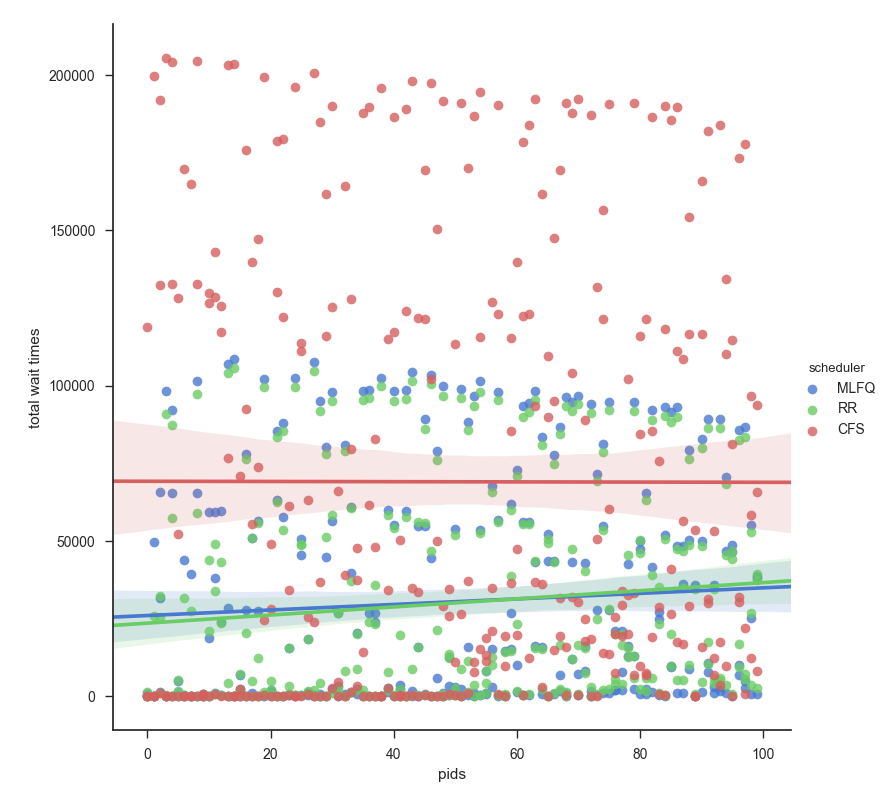 200000
150000
100000
50000
0
total wait times
0 20 40 60 80 100
pids
scheduler
MLFQ
RR
CFS